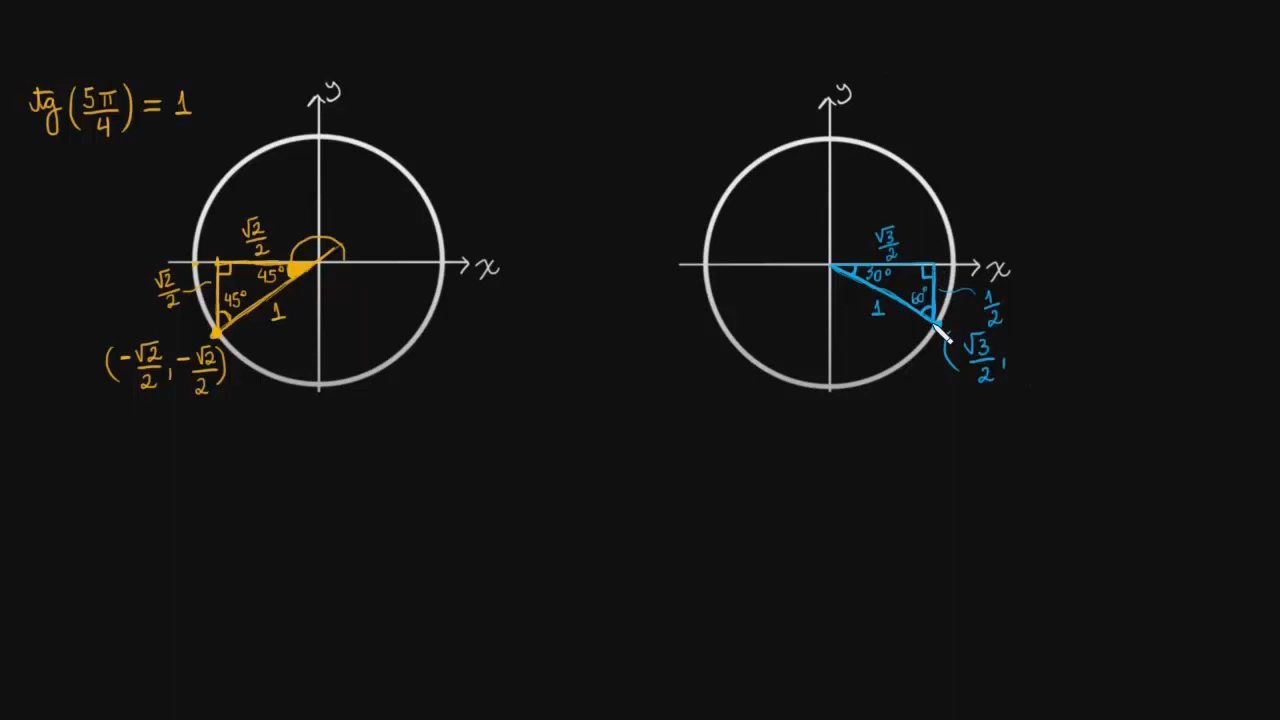 tg(5π/4) = 1
y
√2/2
√2/2
45°
45°
1
x
(-√2/2, -√2/2)
y
√3/2
x
30°
60°
1
1/2
(√3/2,